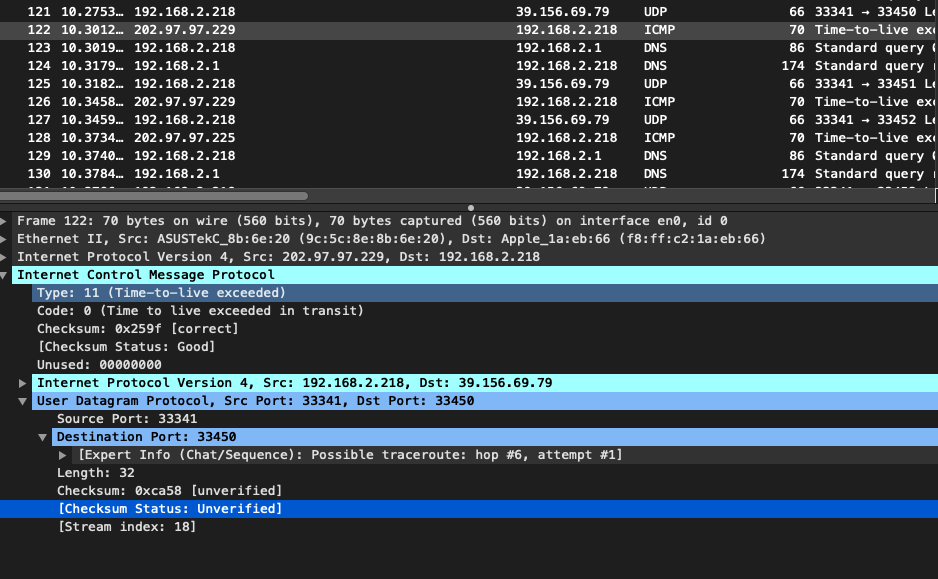 121 10.2753… 192.168.2.218 39.156.69.79 UDP 66 33341 → 33450 Le
122 10.3012… 202.97.97.229 192.168.2.218 ICMP 70 Time-to-live exc
123 10.3019… 192.168.2.218 192.168.2.1 DNS 86 Standard query
124 10.3179… 192.168.2.1 192.168.2.218 DNS 174 Standard query
125 10.3182… 192.168.2.218 39.156.69.79 UDP 66 33341 → 33451 Le
126 10.3458… 202.97.97.229 192.168.2.218 ICMP 70 Time-to-live exc
127 10.3459… 192.168.2.218 39.156.69.79 UDP 66 33341 → 33452 Le
128 10.3734… 202.97.97.225 192.168.2.218 ICMP 70 Time-to-live exc
129 10.3740… 192.168.2.218 192.168.2.1 DNS 86 Standard query
130 10.3784… 192.168.2.1 192.168.2.218 DNS 174 Standard query
Frame 122: 70 bytes on wire (560 bits), 70 bytes captured (560 bits) on interface en0, id 0
Ethernet II, Src: ASUSTekC_8b:6e:20 (9c:5c:8e:8b:6e:20), Dst: Apple_1a:eb:66 (f8:ff:c2:1a:eb:66)
Internet Protocol Version 4, Src: 202.97.97.229, Dst: 192.168.2.218
Internet Control Message Protocol
Type: 11 (Time-to-live exceeded)
Code: 0 (Time to live exceeded in transit)
Checksum: 0x259f [correct]
[Checksum Status: Good]
Unused: 00000000
Internet Protocol Version 4, Src: 192.168.2.218, Dst: 39.156.69.79
User Datagram Protocol, Src Port: 33341, Dst Port: 33450
Source Port: 33341
Destination Port: 33450
[Expert Info (Chat/Sequence): Possible traceroute: hop #6, attempt #1]
Length: 32
Checksum: 0xca58 [unverified]
[Checksum Status: Unverified]
[Stream index: 18]